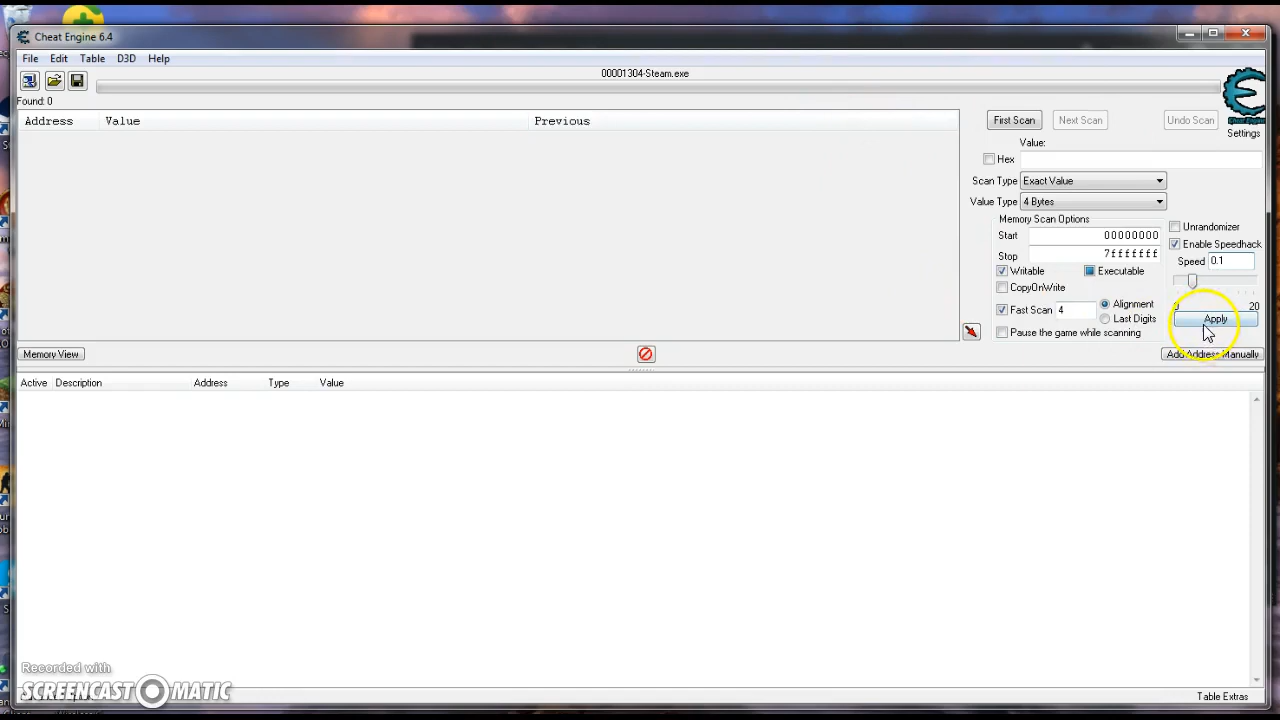 Cheat Engine 6.4
File Edit Table D3D Help
00001304-Steam.exe
Found: 0
Address Value Previous
First Scan Next Scan Undo Scan
Settings
Value:
Hex
Scan Type Exact Value
Value Type 4 Bytes
Memory Scan Options
Start 00000000
Stop 7fffffff
Writable Executable
CopyOnWrite
Fast Scan 4 Alignment
Last Digits
Pause the game while scanning
Unrandomizer
Enable Speedhack
Speed 0.1
0 20
Apply
Memory View
Add Address Manually
Active Description Address Type Value
Recorded with
SCREENCAST MATIC
Table Extras